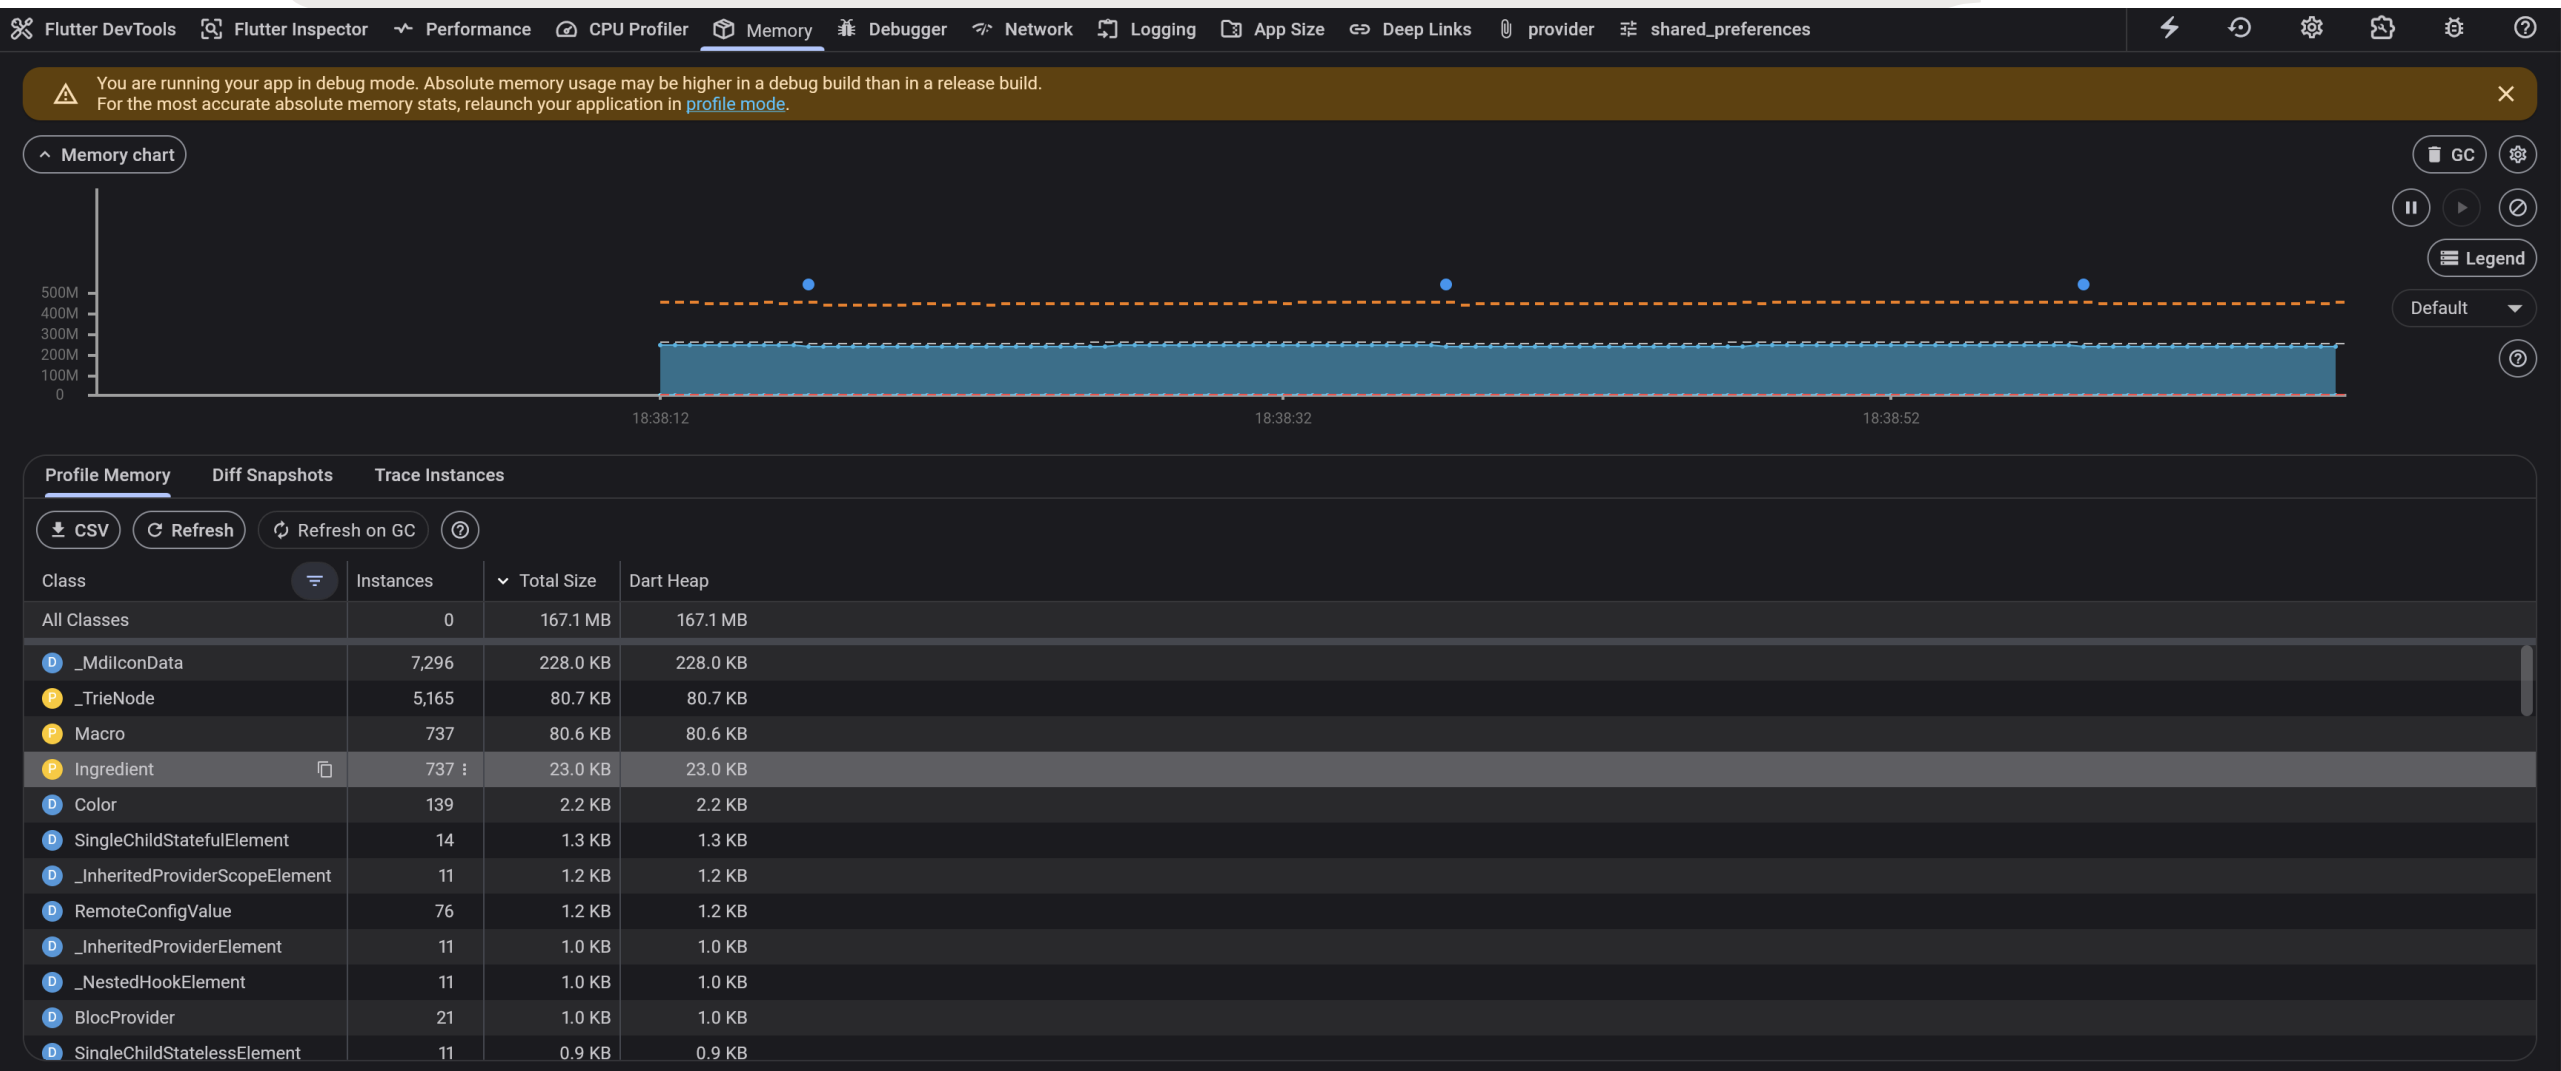 Flutter DevTools Flutter Inspector Performance CPU Profiler Memory Debugger Network Logging App Size Deep Links provider shared_preferences
You are running your app in debug mode. Absolute memory usage may be higher in a debug build than in a release build.
For the most accurate absolute memory stats, relaunch your application in profile mode.
Memory chart GC
Legend
Default
500M
400M
300M
200M
100M
0
18:38:12 18:38:32 18:38:52
Profile Memory Diff Snapshots Trace Instances
CSV Refresh Refresh on GC
Class Instances Total Size Dart Heap
All Classes 0 167.1 MB 167.1 MB
D _MdiIconData 7,296 228.0 KB 228.0 KB
P _TrieNode 5,165 80.7 KB 80.7 KB
P Macro 737 80.6 KB 80.6 KB
P Ingredient 737 23.0 KB 23.0 KB
D Color 139 2.2 KB 2.2 KB
D SingleChildStatefulElement 14 1.3 KB 1.3 KB
D _InheritedProviderScopeElement 11 1.2 KB 1.2 KB
D RemoteConfigValue 76 1.2 KB 1.2 KB
D _InheritedProviderElement 11 1.0 KB 1.0 KB
D _NestedHookElement 11 1.0 KB 1.0 KB
D BlocProvider 21 1.0 KB 1.0 KB
D SingleChildStatelessElement 11 0.9 KB 0.9 KB